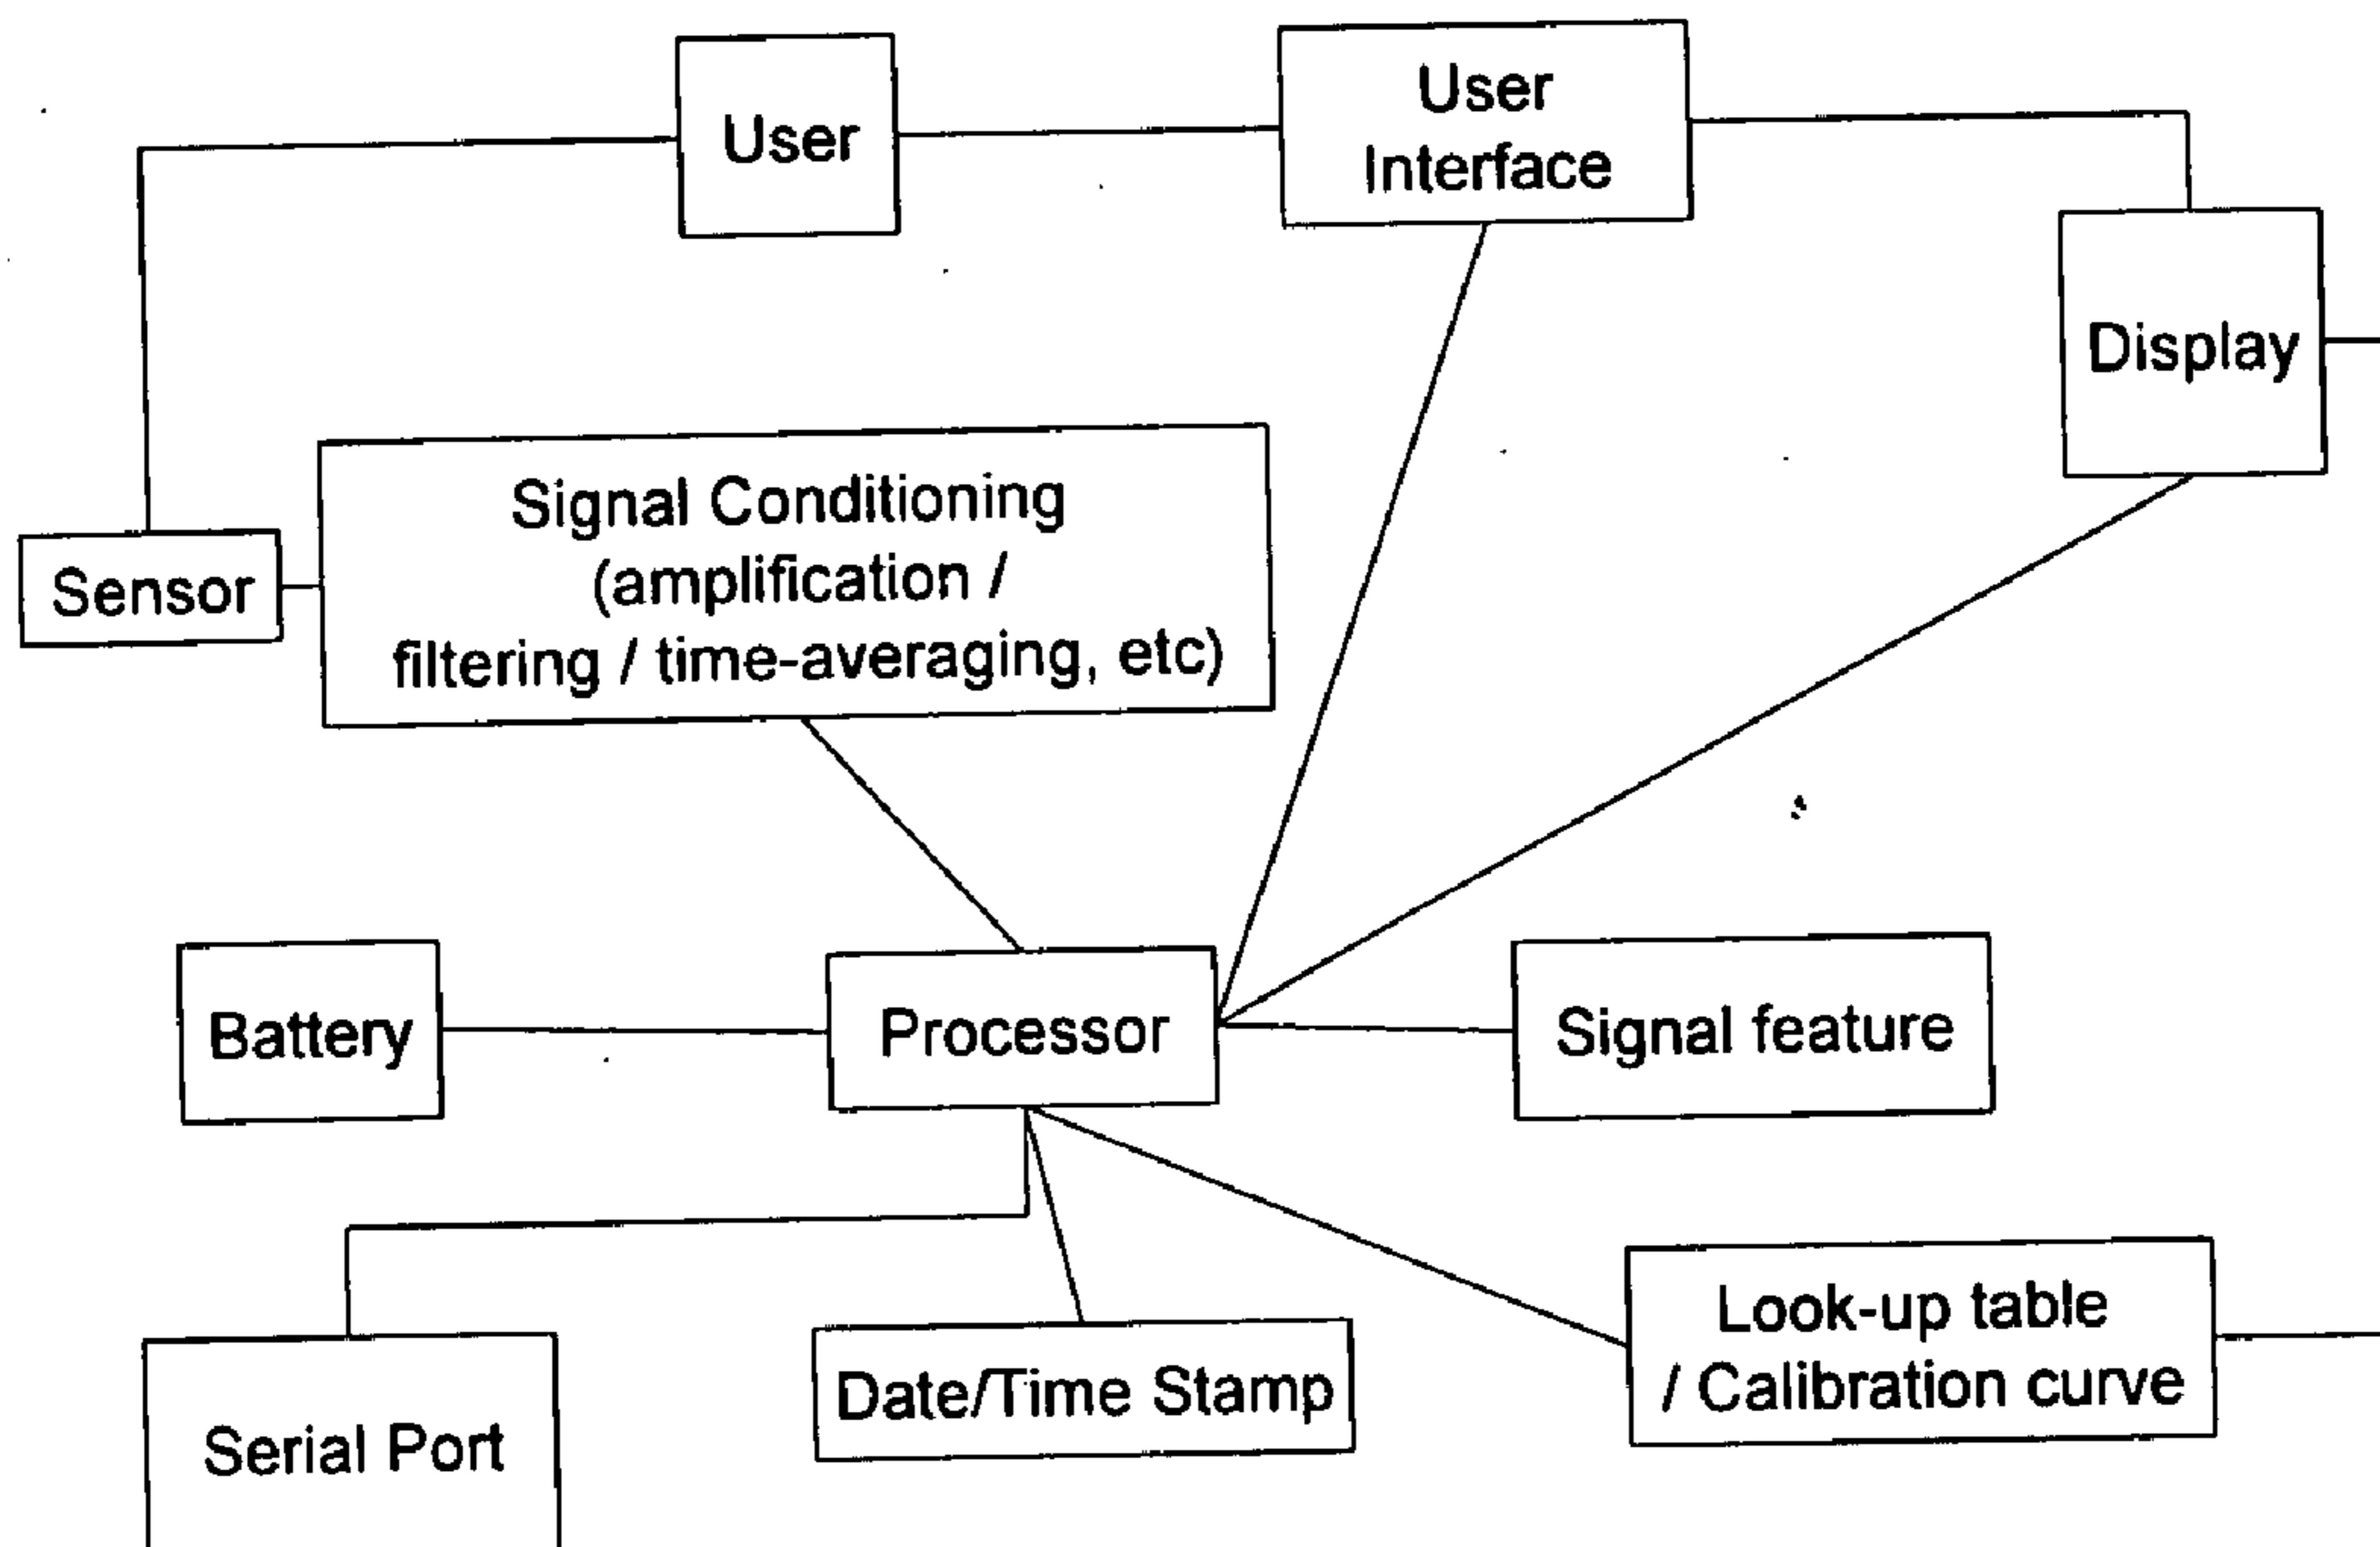 User
User
Interface
Display
Signal Conditioning
(amplification /
filtering / time-averaging, etc)
Sensor
Battery
Processor
Signal feature
Look-up table
/ Calibration curve
Date/Time Stamp
Serial Port